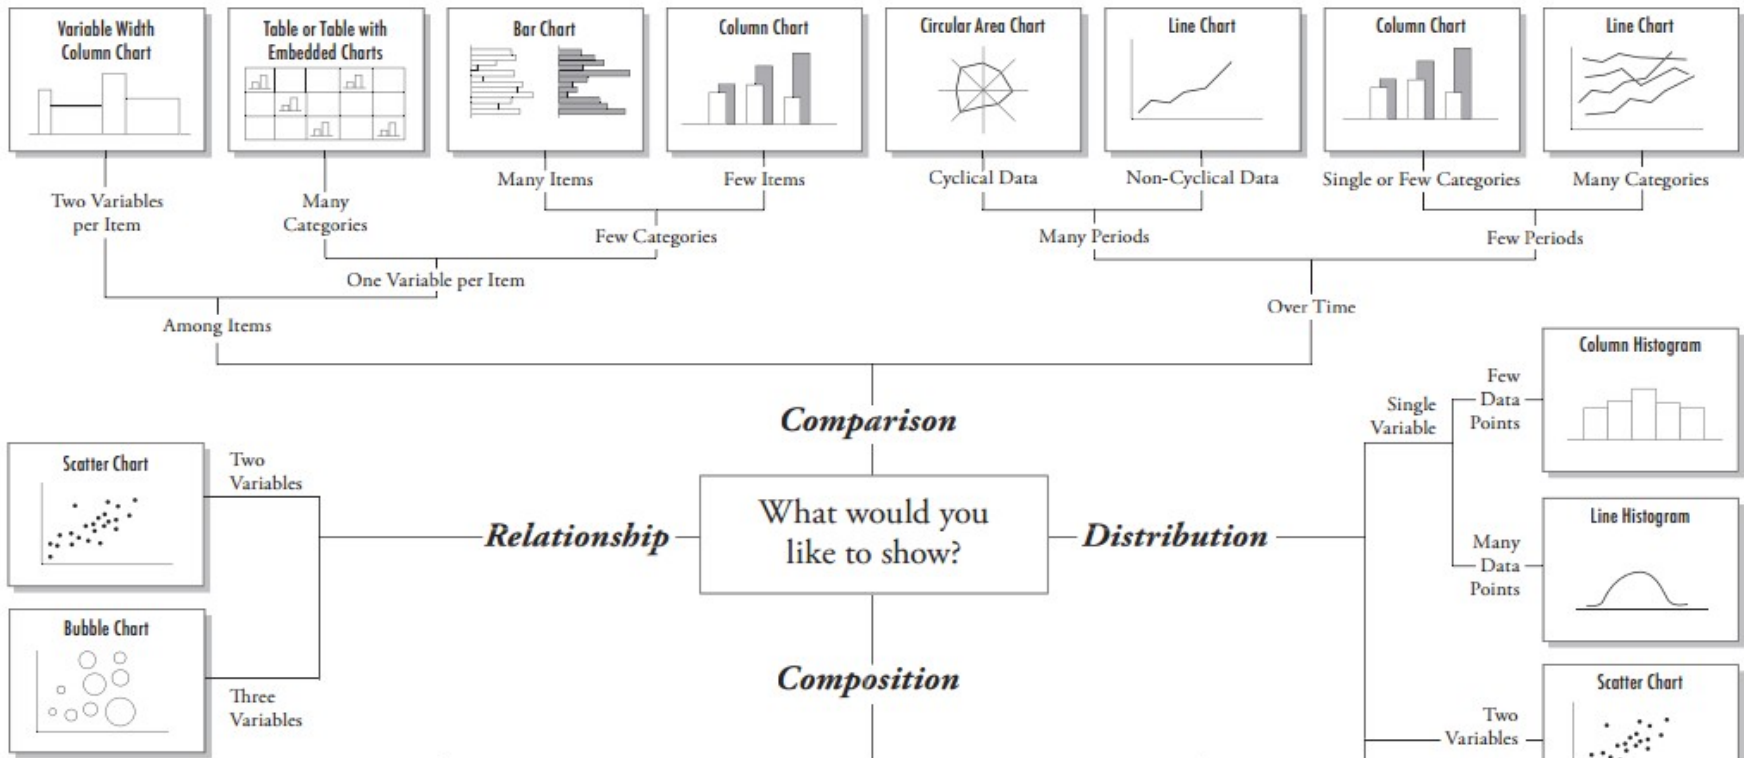 Variable Width
Column Chart
Table or Table with
Embedded Charts
Bar Chart
Column Chart
Circular Area Chart
Line Chart
Column Chart
Line Chart
Two Variables
per Item
Many
Categories
Many Items
Few Items
Cyclical Data
Non-Cyclical Data
Single or Few Categories
Many Categories
Few Categories
Many Periods
Few Periods
One Variable per Item
Among Items
Over Time
Comparison
Scatter Chart
Two
Variables
Relationship
Bubble Chart
Three
Variables
What would you
like to show?
Distribution
Single
Variable
Few
Data
Points
Column Histogram
Many
Data
Points
Line Histogram
Two
Variables
Scatter Chart
Composition